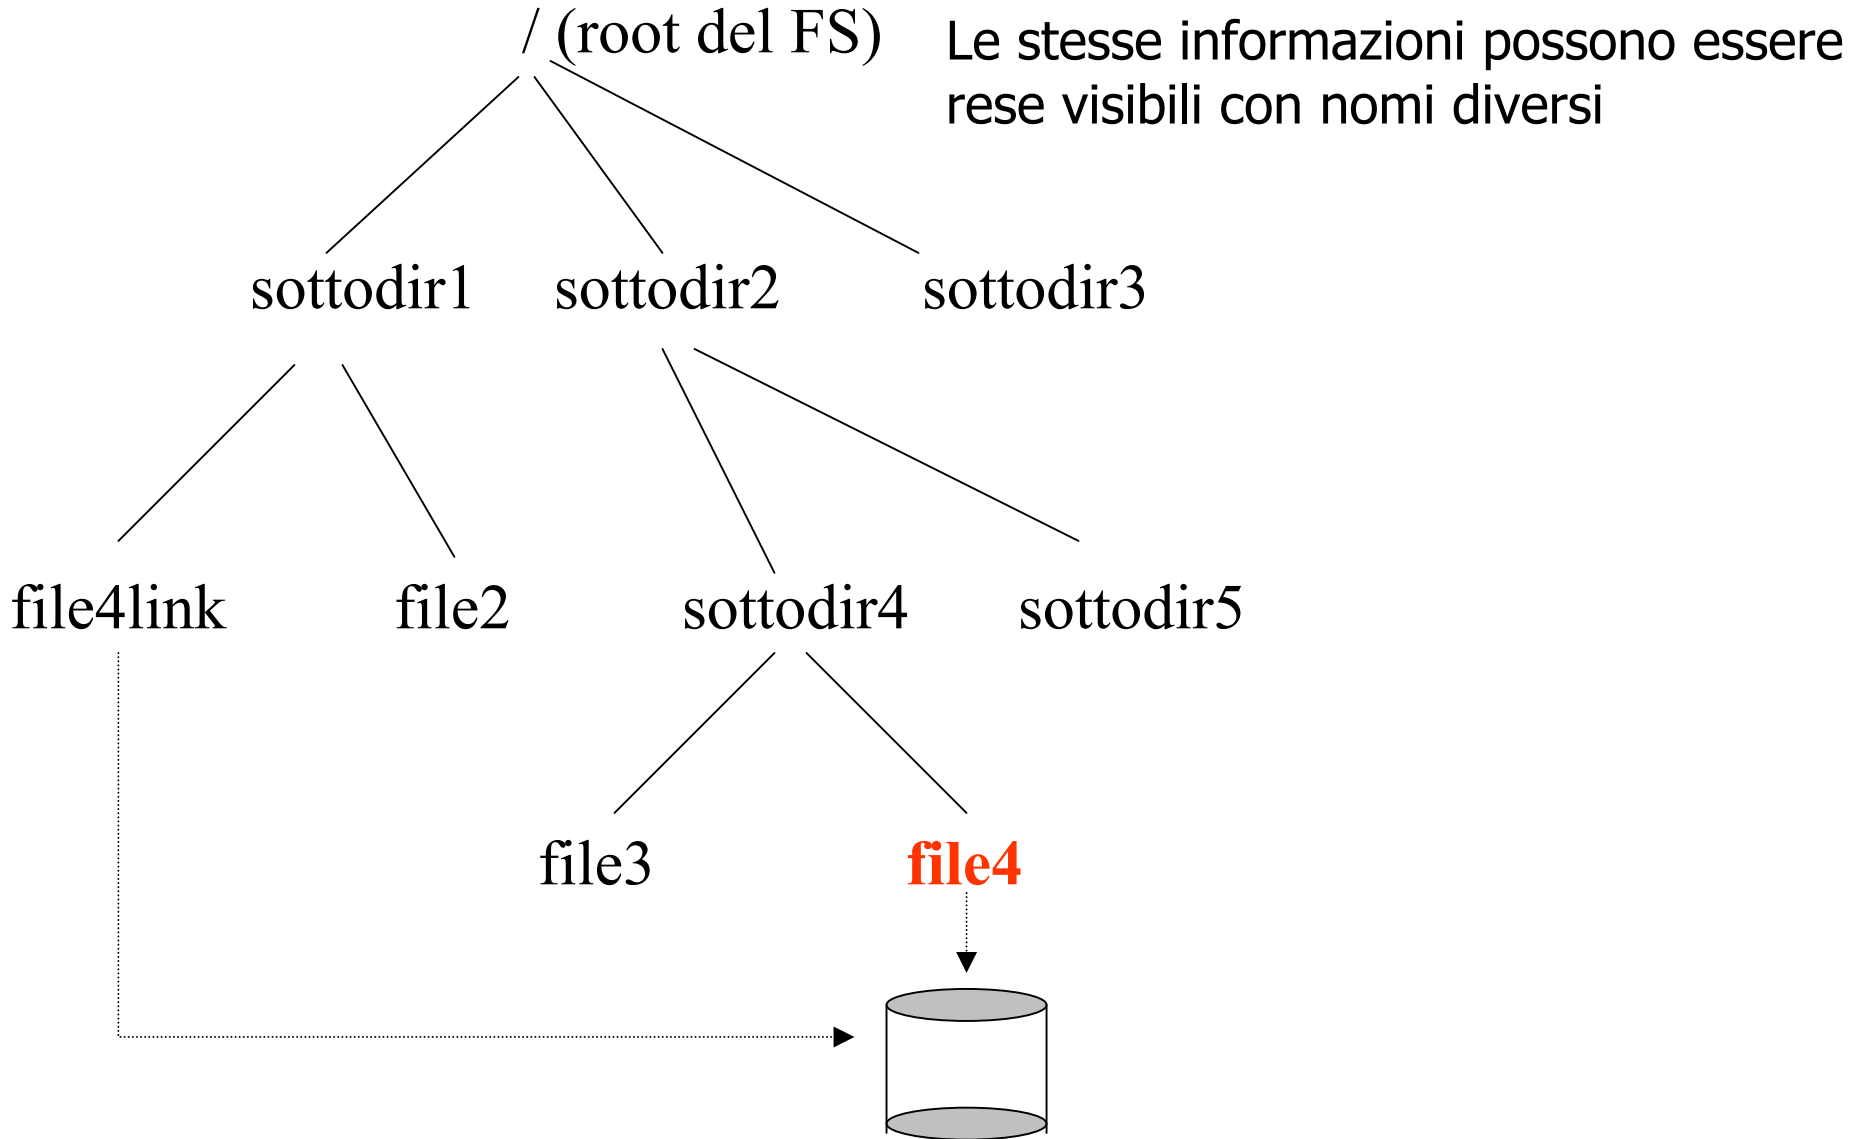 / (root del FS)
Le stesse informazioni possono essere
rese visibili con nomi diversi
sottodir1
sottodir2
sottodir3
file4link
file2
sottodir4
sottodir5
file3
file4